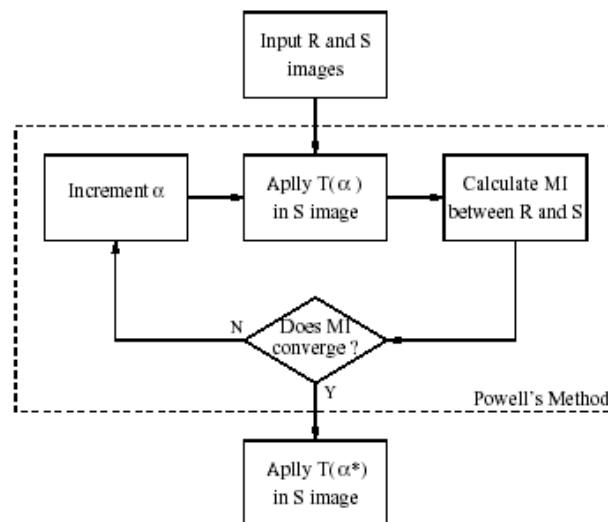 Input R and S
images
Increment α
Aplly T(α)
in S image
Calculate MI
between R and S
Does MI
converge ?
N
Y
Powell's Method
Aplly T(α*)
in S image